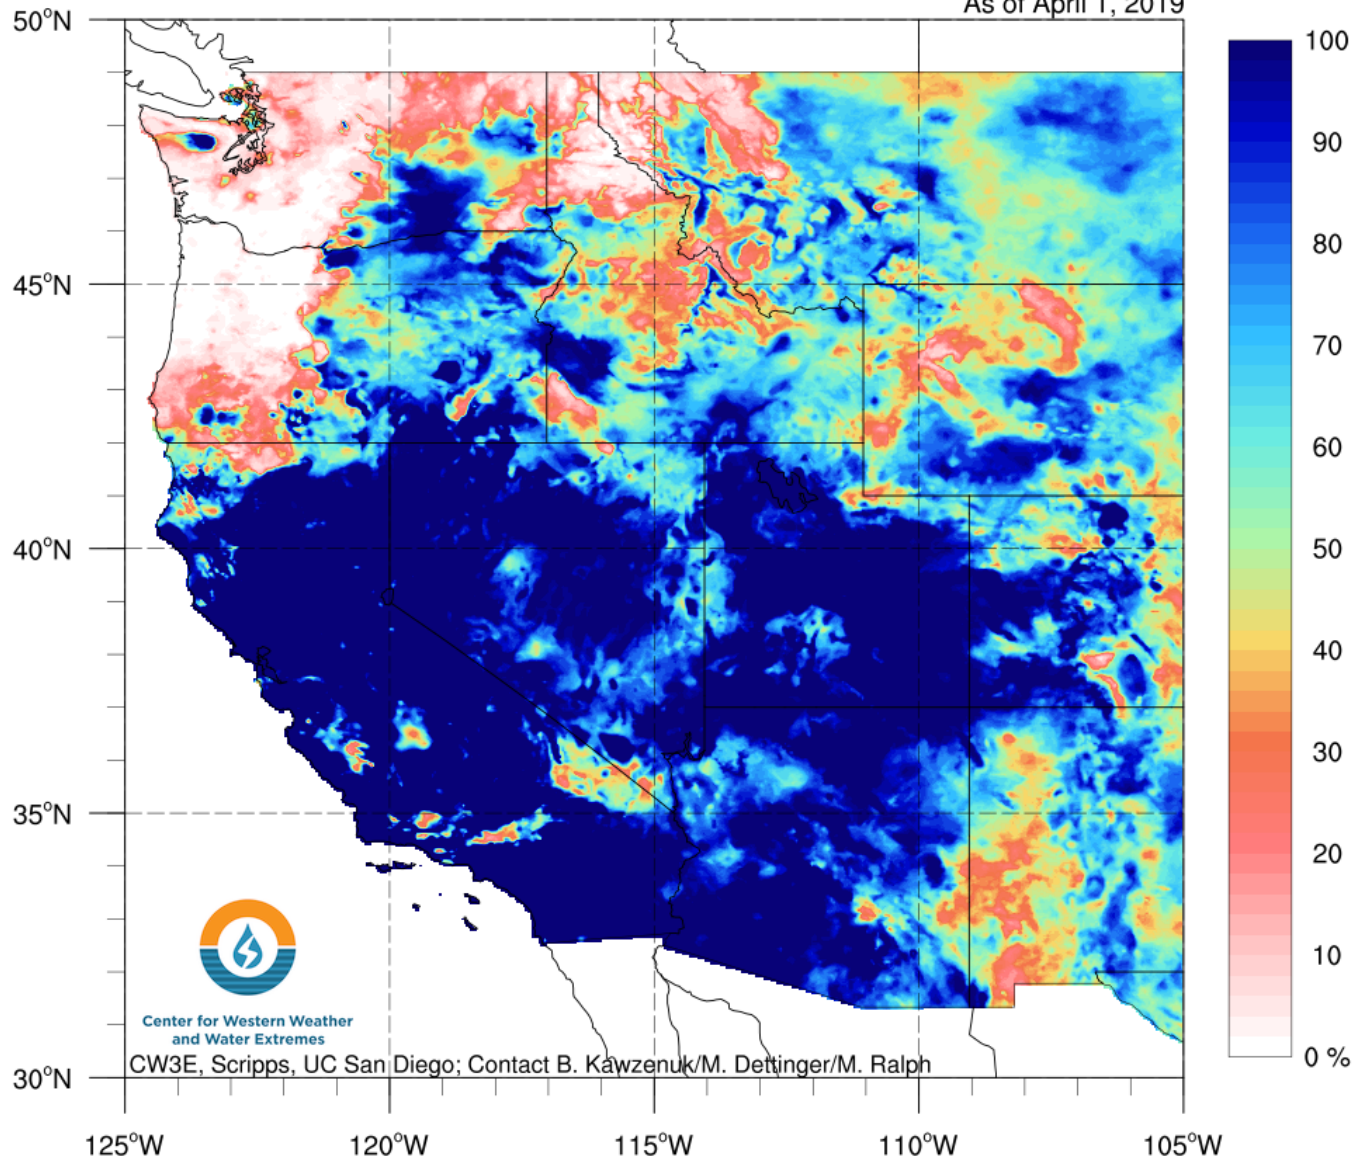 As of April 1, 2019
50°N
45°N
40°N
35°N
30°N
125°W
120°W
115°W
110°W
105°W
100
90
80
70
60
50
40
30
20
10
0 %
Center for Western Weather
and Water Extremes
CW3E, Scripps, UC San Diego; Contact B. Kawzenuk/M. Dettinger/M. Ralph